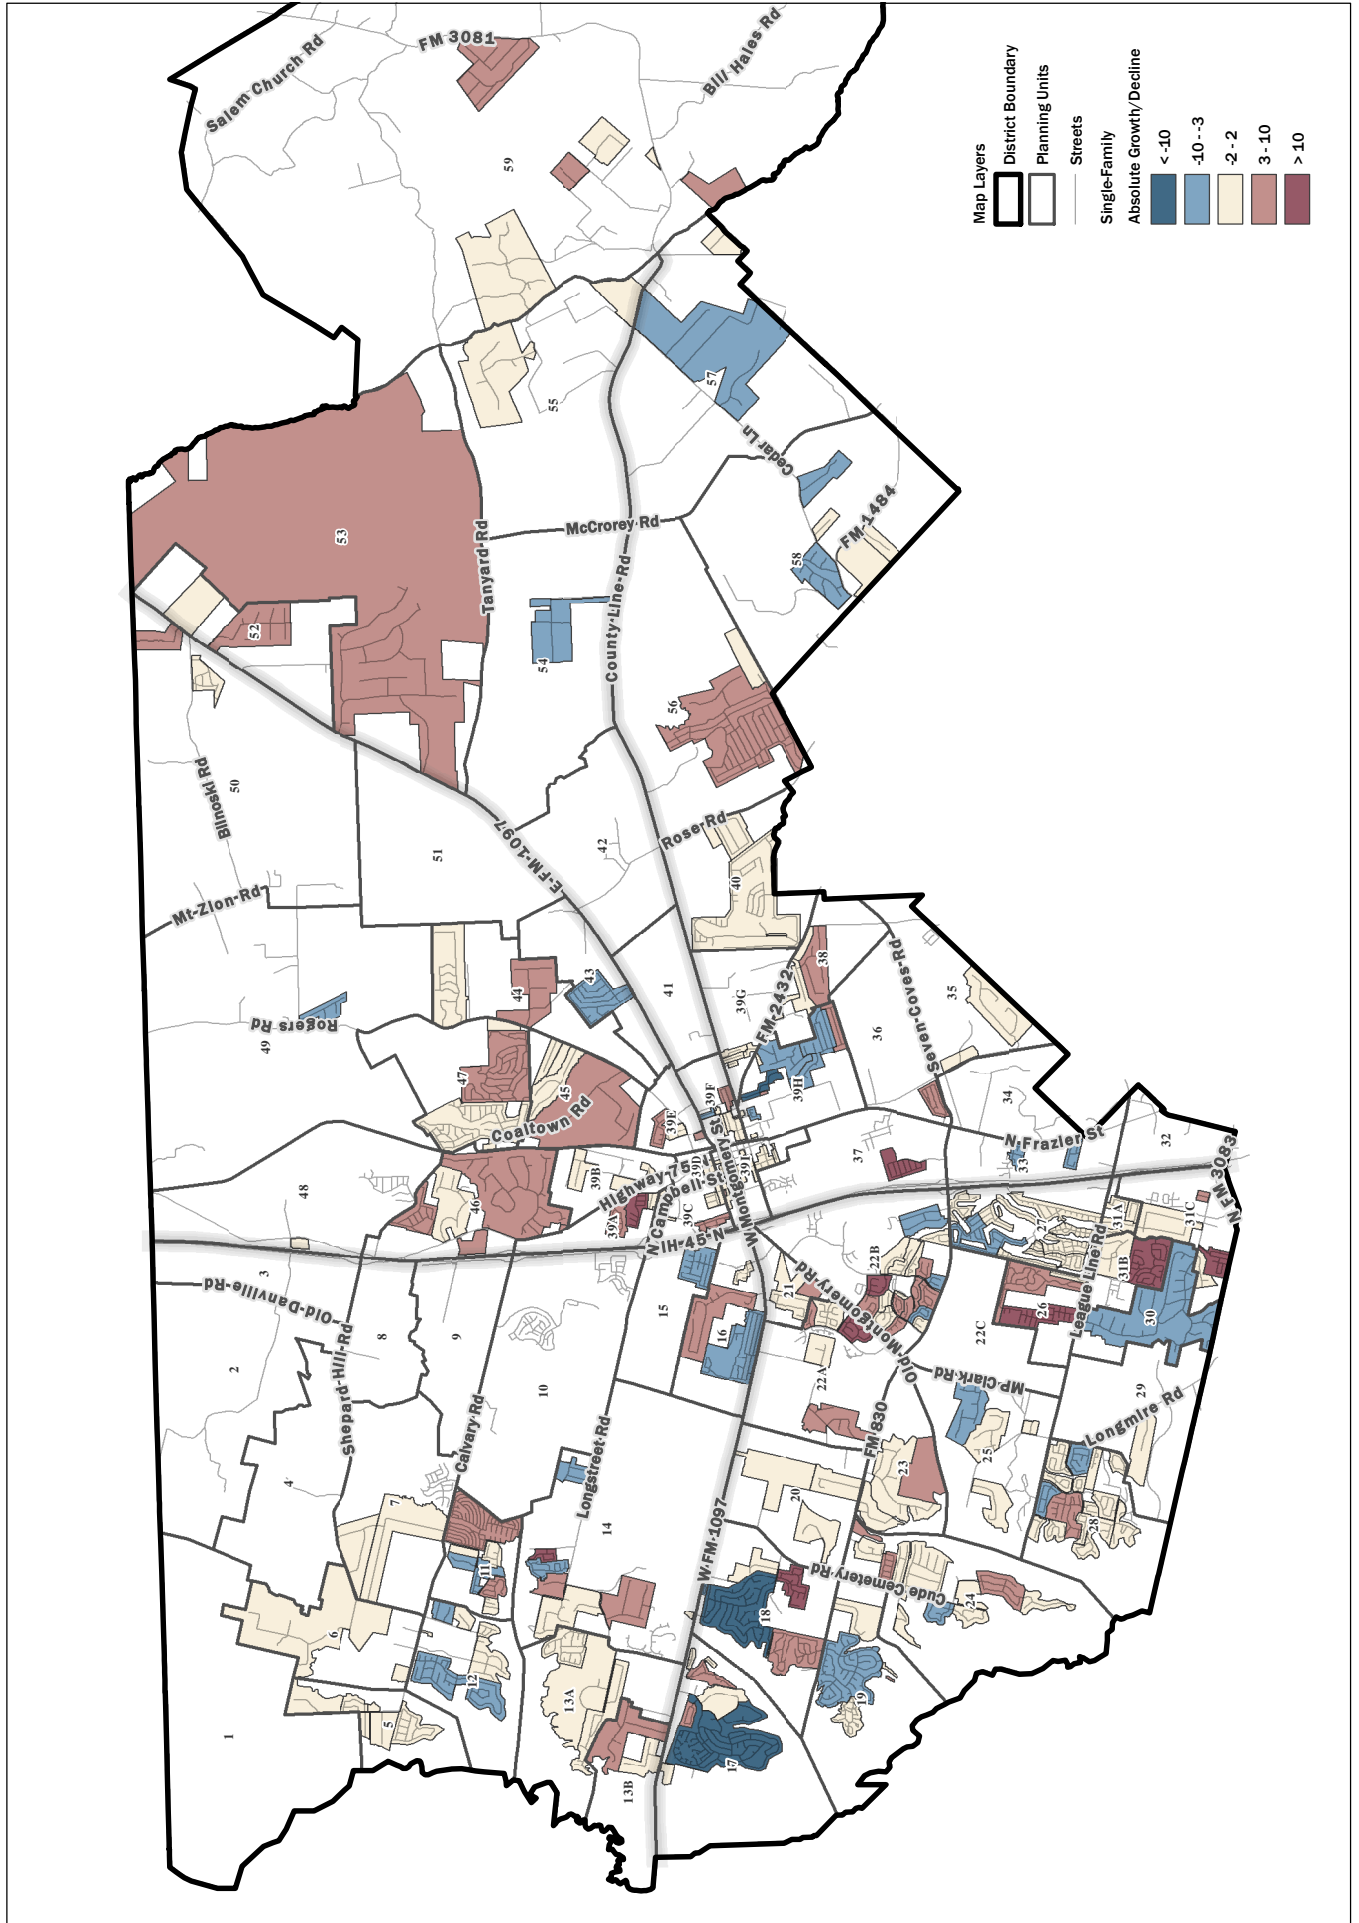 Salem Church Rd
FM 3081
Bill Hales Rd
59
Map Layers
District Boundary
Planning Units
Streets
Single-Family
Absolute Growth/Decline
< -10
-10 - -3
-2 - 2
3 - 10
> 10
53
52
Tanyard Rd
McCrorey Rd
County Line Rd
55
57
Cedar Ln
FM 1484
58
54
56
Blinoski Rd
50
51
E FM 1097
42
Rose Rd
40
Mt Zion Rd
Rogers Rd
49
44
43
41
39G
FM 2432
38
36
Seven Coves Rd
35
47
45
Coaltown Rd
39F
39E
39H
34
48
46
39B
Highway 75 N
39D
39I
39A
N Campbell St
39C
W Montgomery St
IH 45 N
37
N Frazier St
33
32
N FM 3083
3
Old Danville Rd
2
Shepard Hill Rd
8
9
10
15
16
21
Old Montgomery Rd
22B
27
31A
31C
League Line Rd
31B
26
30
22C
22A
MP Clark Rd
29
Longmire Rd
4
7
Calvary Rd
Longstreet Rd
14
W FM 1097
20
FM 830
23
25
28
11
18
Cude Cemetery Rd
24
1
6
5
12
13A
13B
17
19